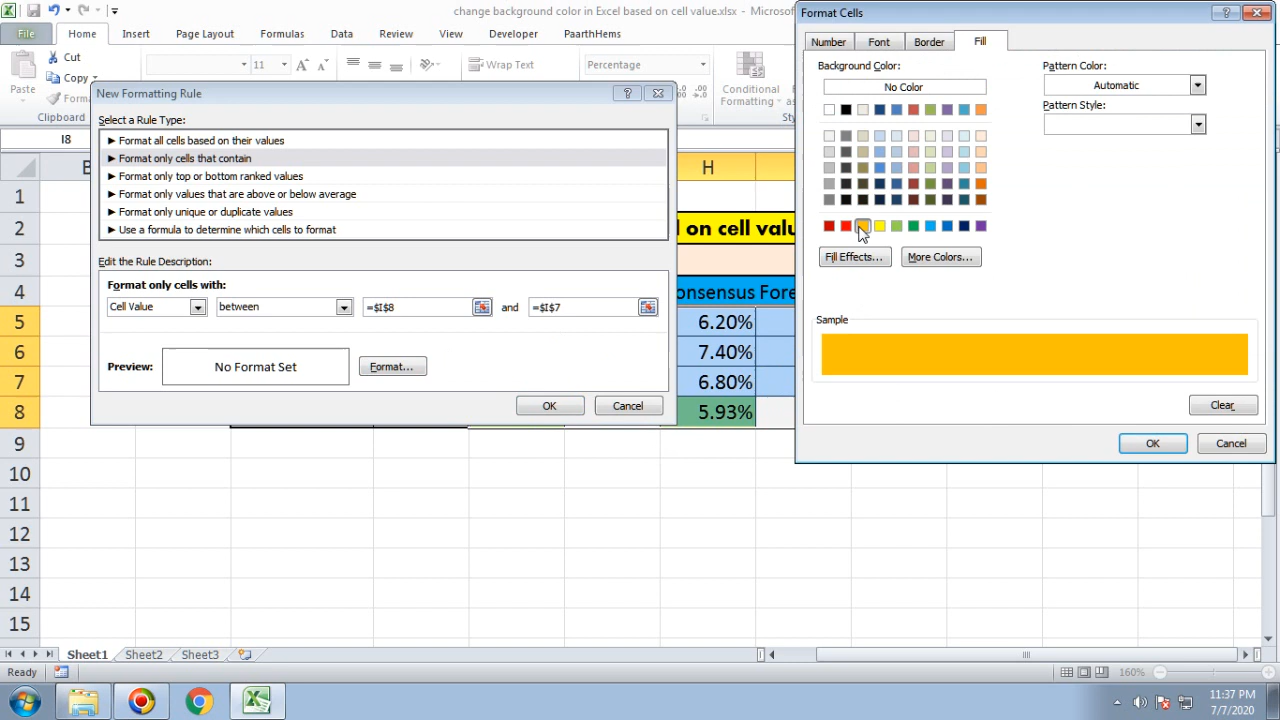 change background color in Excel based on cell value.xlsx - Microsof
Format Cells
File Home Insert Page Layout Formulas Data Review View Developer PaarthHems
Number Font Border Fill
Cut
Copy
Paste
Clipboard
11
Wrap Text
Percentage
Conditional
Formatting
New Formatting Rule
Select a Rule Type:
► Format all cells based on their values
► Format only cells that contain
► Format only top or bottom ranked values
► Format only values that are above or below average
► Format only unique or duplicate values
► Use a formula to determine which cells to format
Edit the Rule Description:
Format only cells with:
Cell Value between =$I$8 and =$I$7
Preview: No Format Set Format...
OK Cancel
Background Color:
No Color
Pattern Color:
Automatic
Pattern Style:
Fill Effects... More Colors...
Sample
Clear
OK Cancel
I8
H
1
2 d on cell valu
3
4 onsensus Fore
5 6.20%
6 7.40%
7 6.80%
8 5.93%
9
10
11
12
13
14
15
Sheet1 Sheet2 Sheet3
Ready
160%
11:37 PM
7/7/2020